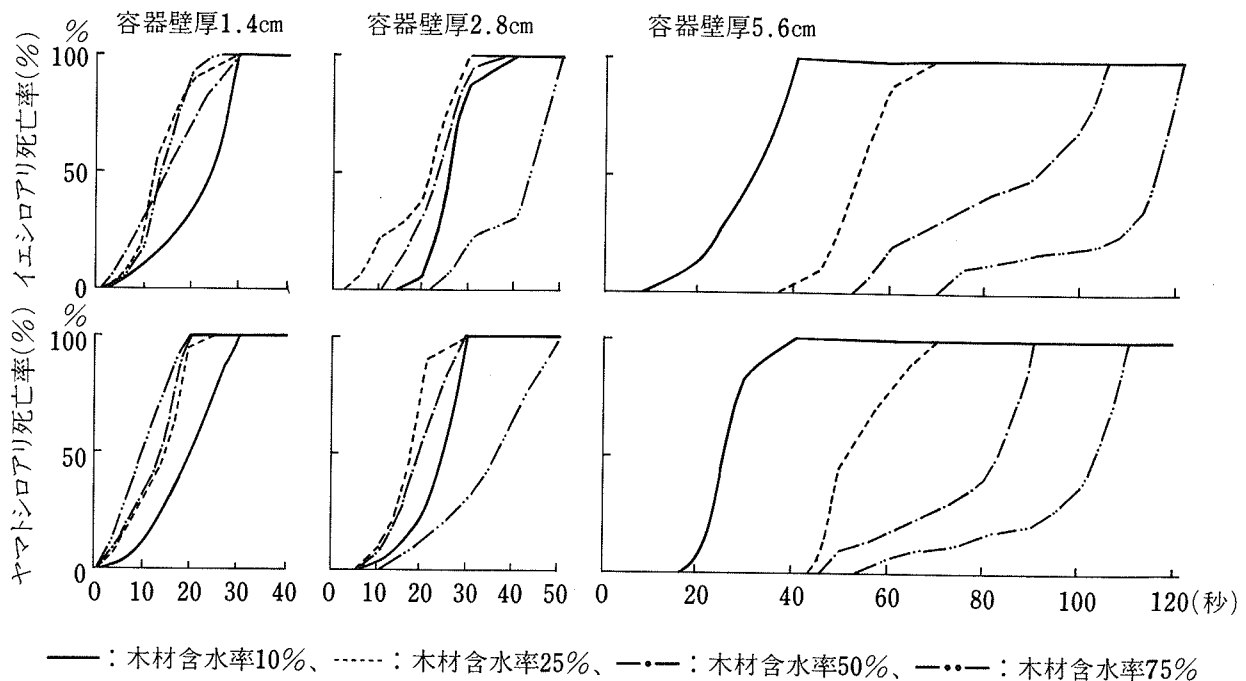 容器壁厚1.4cm 容器壁厚2.8cm 容器壁厚5.6cm
%
イエシロアリ死亡率(%)
100
50
0
10 20 30 40
%
ヤマトシロアリ死亡率(%)
100
50
0
0 10 20 30 40
0 10 20 30 40 50
0 20 40 60 80 100 120(秒)
——：木材含水率10%、-----：木材含水率25%、—・—：木材含水率50%、—・・—：木材含水率75%